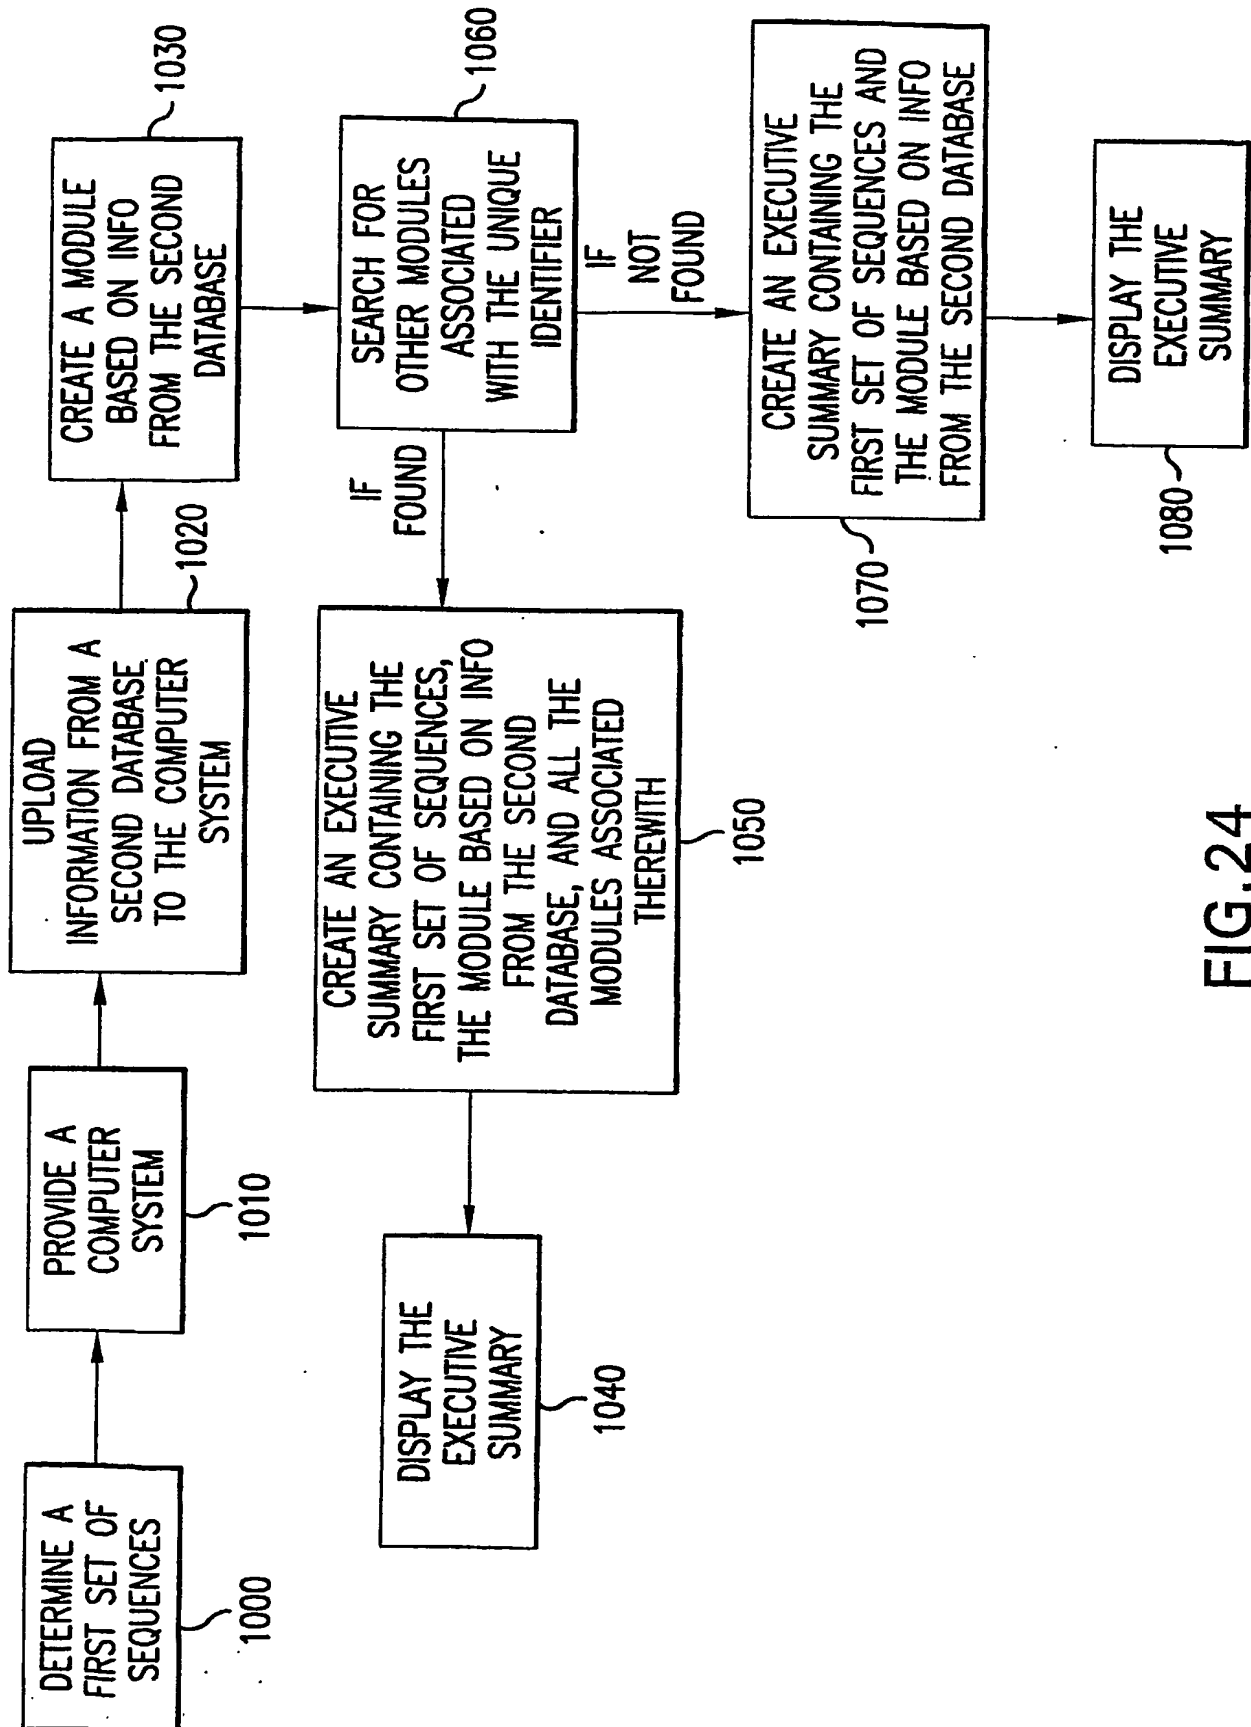 DETERMINE A
FIRST SET OF
SEQUENCES
1000
PROVIDE A
COMPUTER
SYSTEM
1010
UPLOAD
INFORMATION FROM A
SECOND DATABASE
TO THE COMPUTER
SYSTEM
1020
CREATE A MODULE
BASED ON INFO
FROM THE SECOND
DATABASE
1030
SEARCH FOR
OTHER MODULES
ASSOCIATED
WITH THE UNIQUE
IDENTIFIER
1060
IF
FOUND
IF
NOT
FOUND
CREATE AN EXECUTIVE
SUMMARY CONTAINING THE
FIRST SET OF SEQUENCES,
THE MODULE BASED ON INFO
FROM THE SECOND
DATABASE, AND ALL THE
MODULES ASSOCIATED
THEREWITH
1050
DISPLAY THE
EXECUTIVE
SUMMARY
1040
CREATE AN EXECUTIVE
SUMMARY CONTAINING THE
FIRST SET OF SEQUENCES AND
THE MODULE BASED ON INFO
FROM THE SECOND DATABASE
1070
DISPLAY THE
EXECUTIVE
SUMMARY
1080
FIG.24